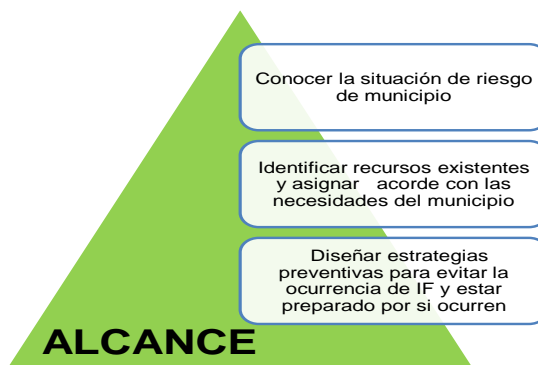 Conocer la situación de riesgo
de municipio
Identificar recursos existentes
y asignar acorde con las
necesidades del municipio
Diseñar estrategias
preventivas para evitar la
ocurrencia de IF y estar
preparado por si ocurren
ALCANCE